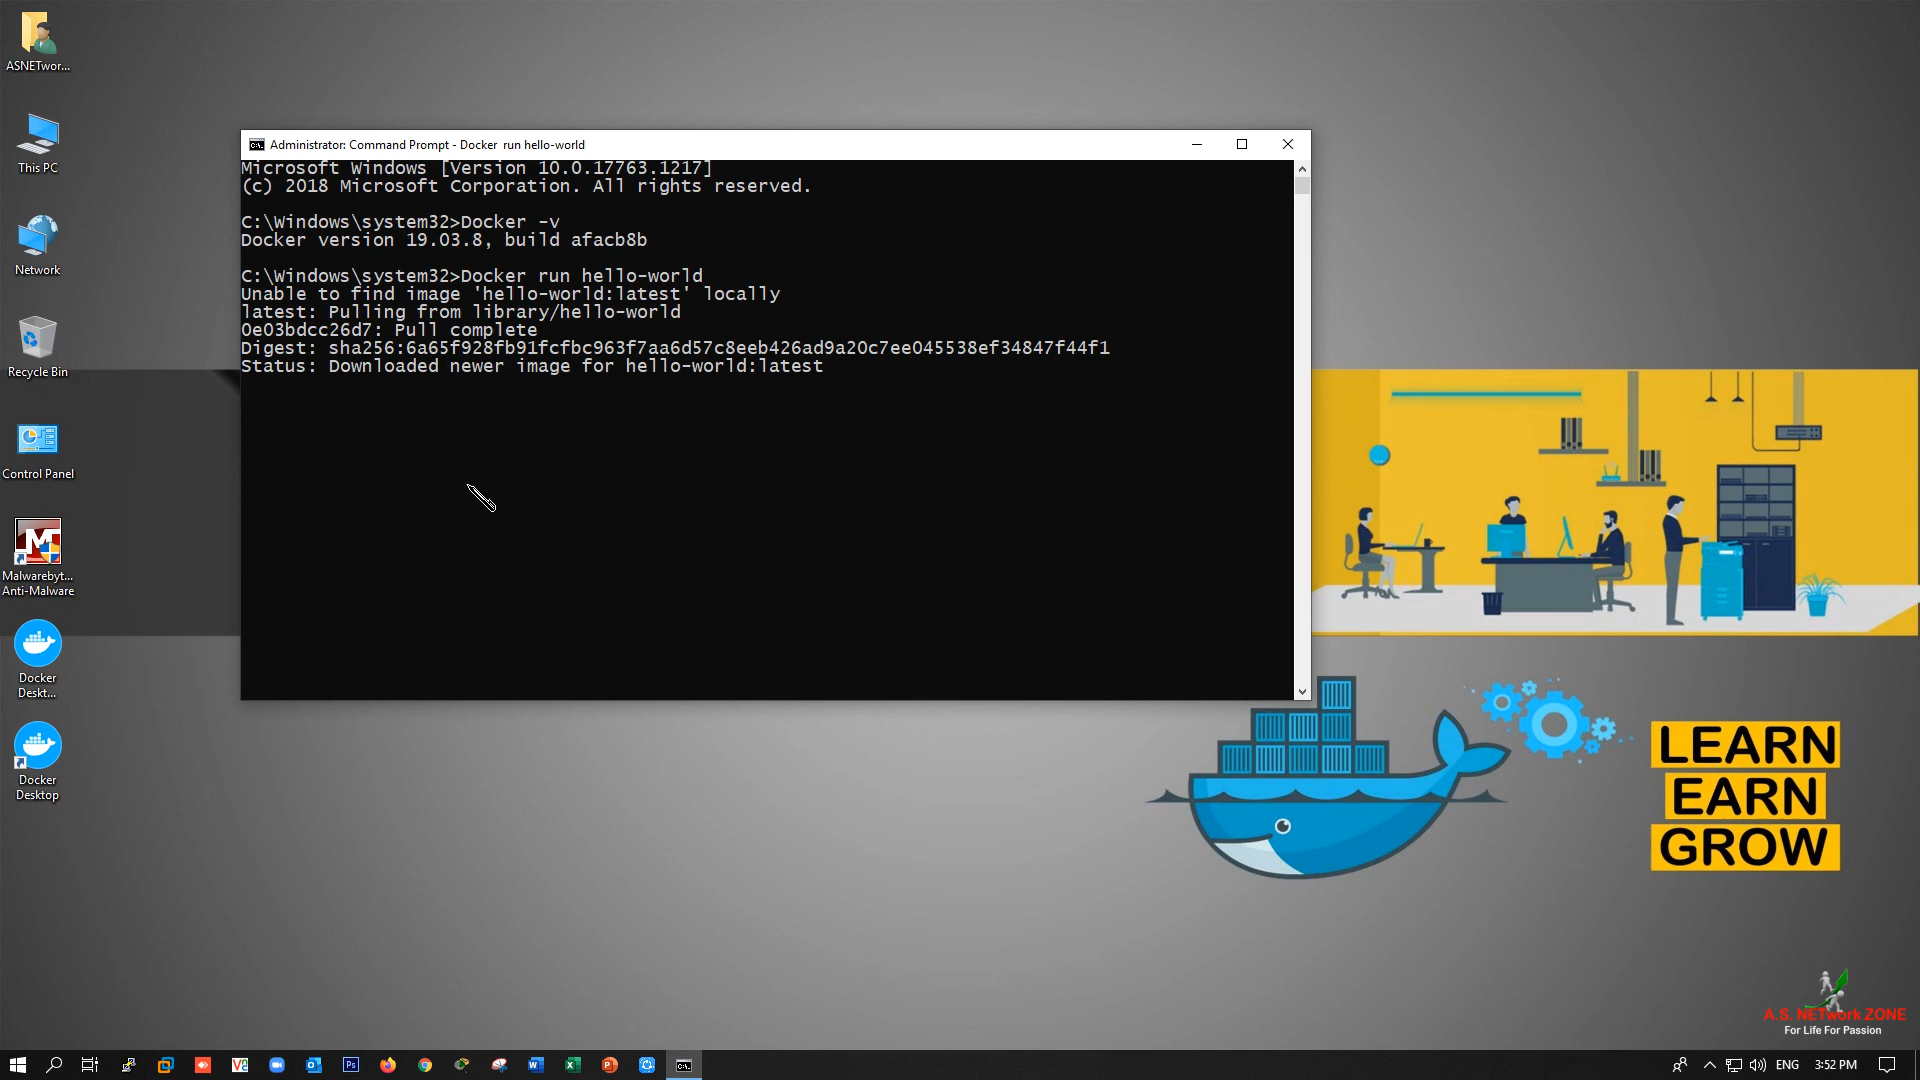 ASNETwor...
This PC
Network
Recycle Bin
Control Panel
Malwarebyt...
Anti-Malware
Docker
Deskt...
Docker
Desktop
Administrator: Command Prompt - Docker run hello-world
Microsoft Windows [Version 10.0.17763.1217]
(c) 2018 Microsoft Corporation. All rights reserved.
C:\Windows\system32>Docker -v
Docker version 19.03.8, build afacb8b
C:\Windows\system32>Docker run hello-world
Unable to find image 'hello-world:latest' locally
latest: Pulling from library/hello-world
0e03bdcc26d7: Pull complete
Digest: sha256:6a65f928fb91fcfbc963f7aa6d57c8eeb426ad9a20c7ee045538ef34847f44f1
Status: Downloaded newer image for hello-world:latest
LEARN
EARN
GROW
A.S. NETwork ZONE
For Life For Passion
ENG
3:52 PM